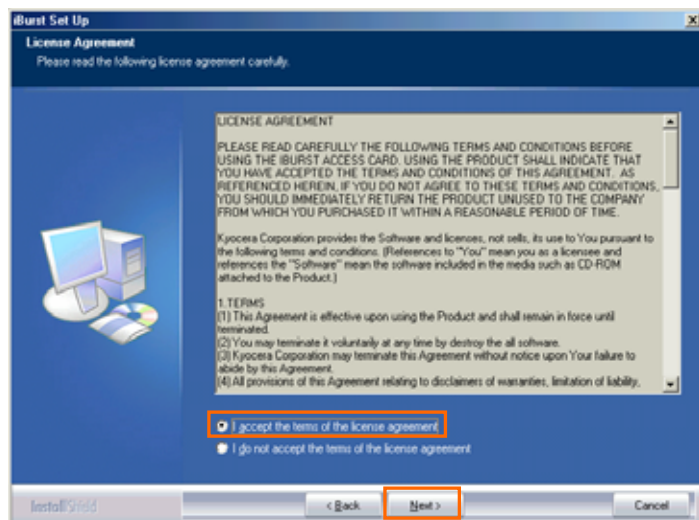 iBurst Set Up
License Agreement
Please read the following license agreement carefully.
LICENSE AGREEMENT
PLEASE READ CAREFULLY THE FOLLOWING TERMS AND CONDITIONS BEFORE
USING THE IBURST ACCESS CARD. USING THE PRODUCT SHALL INDICATE THAT
YOU HAVE ACCEPTED THE TERMS AND CONDITIONS OF THIS AGREEMENT. AS
REFERENCED HEREIN, IF YOU DO NOT AGREE TO THESE TERMS AND CONDITIONS,
YOU SHOULD IMMEDIATELY RETURN THE PRODUCT UNUSED TO THE COMPANY
FROM WHICH YOU PURCHASED IT WITHIN A REASONABLE PERIOD OF TIME.
Kyocera Corporation provides the Software and licenses, not sells, its use to You pursuant to
the following terms and conditions. (References to "You" mean you as a licensee and
references the "Software" mean the software included in the media such as CD-ROM
attached to the Product.)
1.TERMS
(1) This Agreement is effective upon using the Product and shall remain in force until
terminated.
(2) You may terminate it voluntarily at any time by destroy the all software.
(3) Kyocera Corporation may terminate this Agreement without notice upon Your failure to
abide by this Agreement.
(4) All provisions of this Agreement relating to disclaimers of warranties, limitation of liability,
I accept the terms of the license agreement
I do not accept the terms of the license agreement
InstallShield
< Back
Next >
Cancel